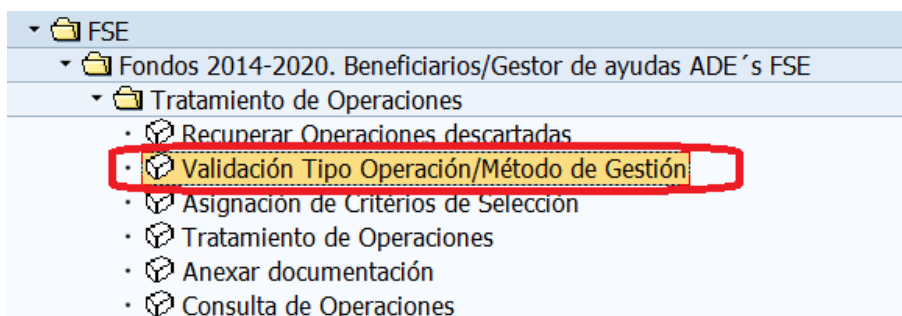 FSE
Fondos 2014-2020. Beneficiarios/Gestor de ayudas ADE´s FSE
Tratamiento de Operaciones
Recuperar Operaciones descartadas
Validación Tipo Operación/Método de Gestión
Asignación de Critérios de Selección
Tratamiento de Operaciones
Anexar documentación
Consulta de Operaciones